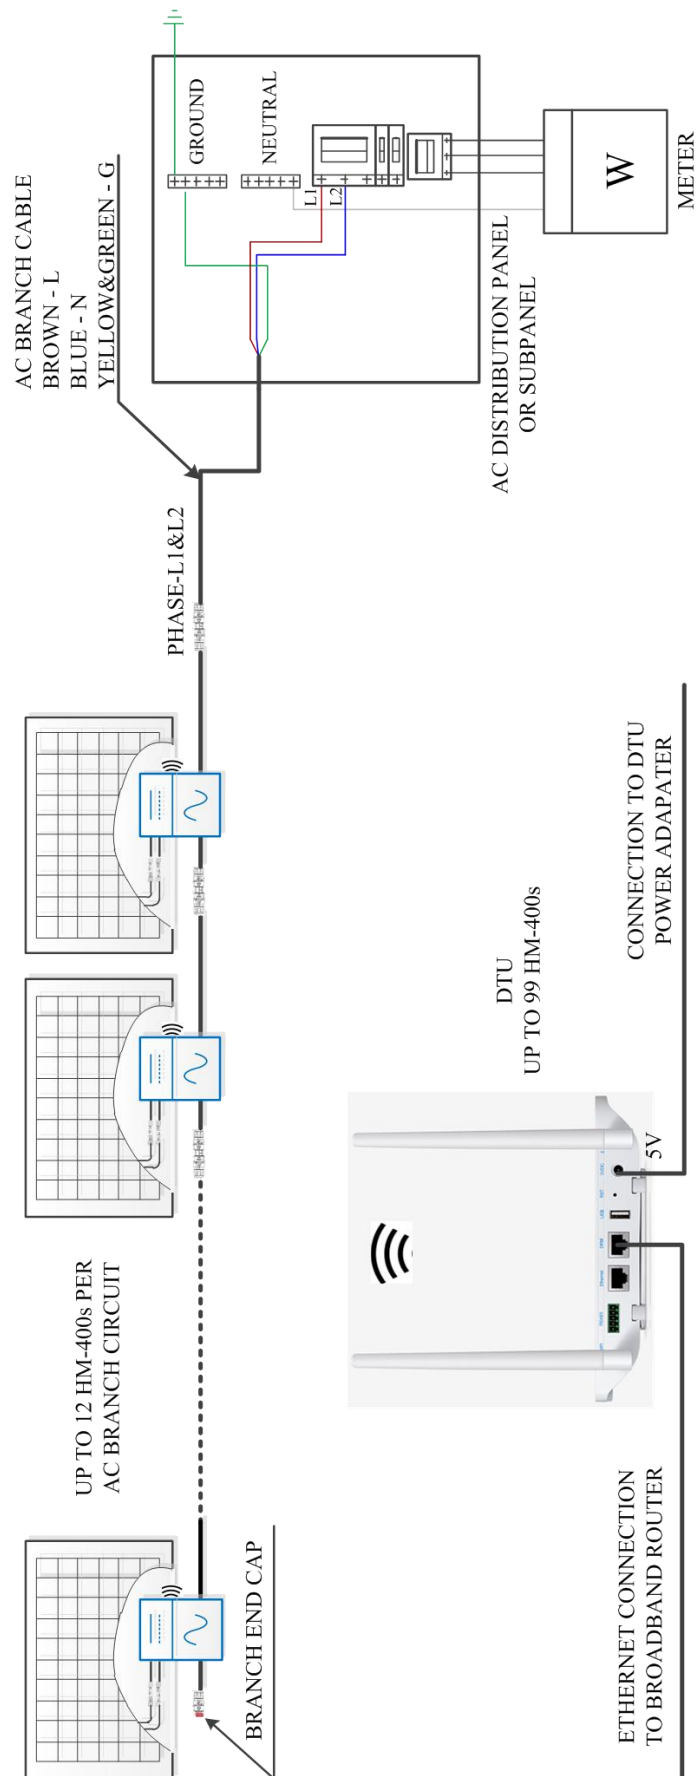 AC BRANCH CABLE
BROWN - L
BLUE - N
YELLOW&GREEN - G
GROUND
NEUTRAL
L1
L2
W
METER
AC DISTRIBUTION PANEL
OR SUBPANEL
PHASE-L1&L2
UP TO 12 HM-400s PER
AC BRANCH CIRCUIT
BRANCH END CAP
DTU
UP TO 99 HM-400s
5V
CONNECTION TO DTU
POWER ADAPATER
ETHERNET CONNECTION
TO BROADBAND ROUTER